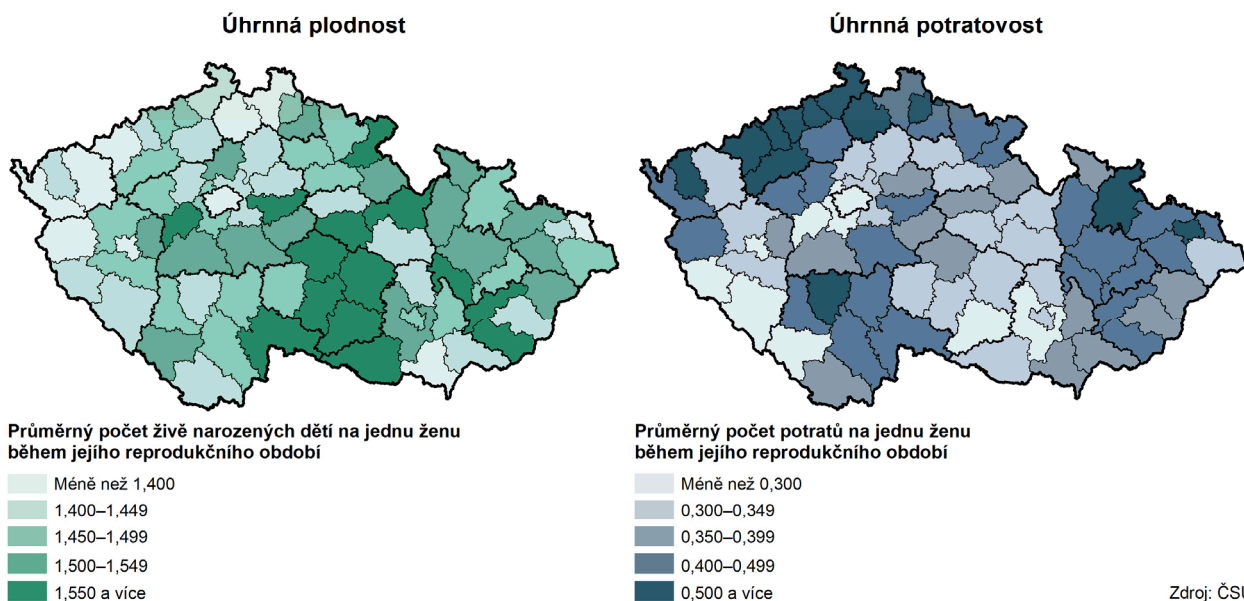 Úhrnná plodnost
Průměrný počet živě narozených dětí na jednu ženu
během jejího reprodukčního období
Méně než 1,400
1,400–1,449
1,450–1,499
1,500–1,549
1,550 a více
Úhrnná potratovost
Průměrný počet potratů na jednu ženu
během jejího reprodukčního období
Méně než 0,300
0,300–0,349
0,350–0,399
0,400–0,499
0,500 a více
Zdroj: ČSÚ